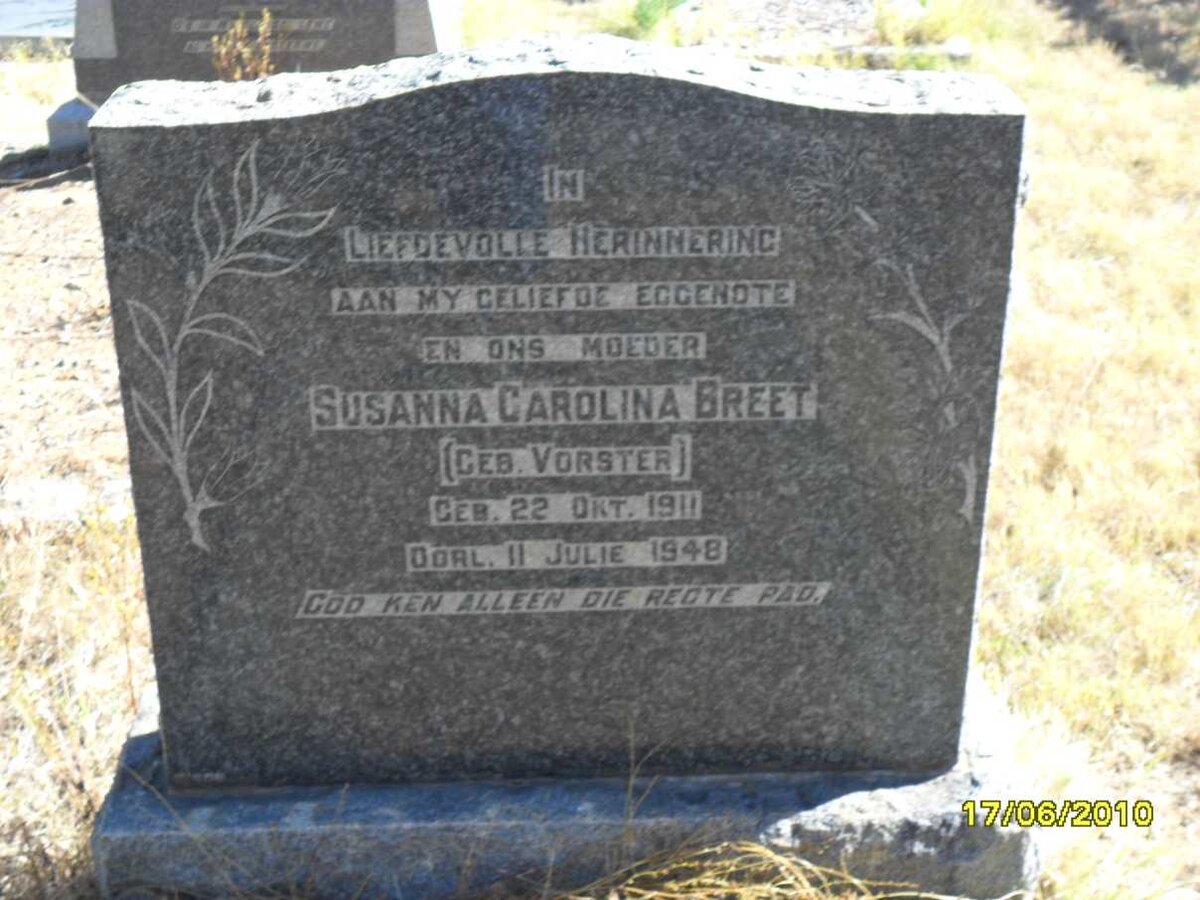 IN
LIEFDEVOLLE HERINNERING
AAN MY GELIEFDE EGGENOTE
EN ONS MOEDER
SUSANNA CAROLINA BREET
(GEB. VORSTER)
GEB. 22 OKT. 1911
OORL. 11 JULIE 1948
GOD KEN ALLEEN DIE REGTE PAD.
17/06/2010